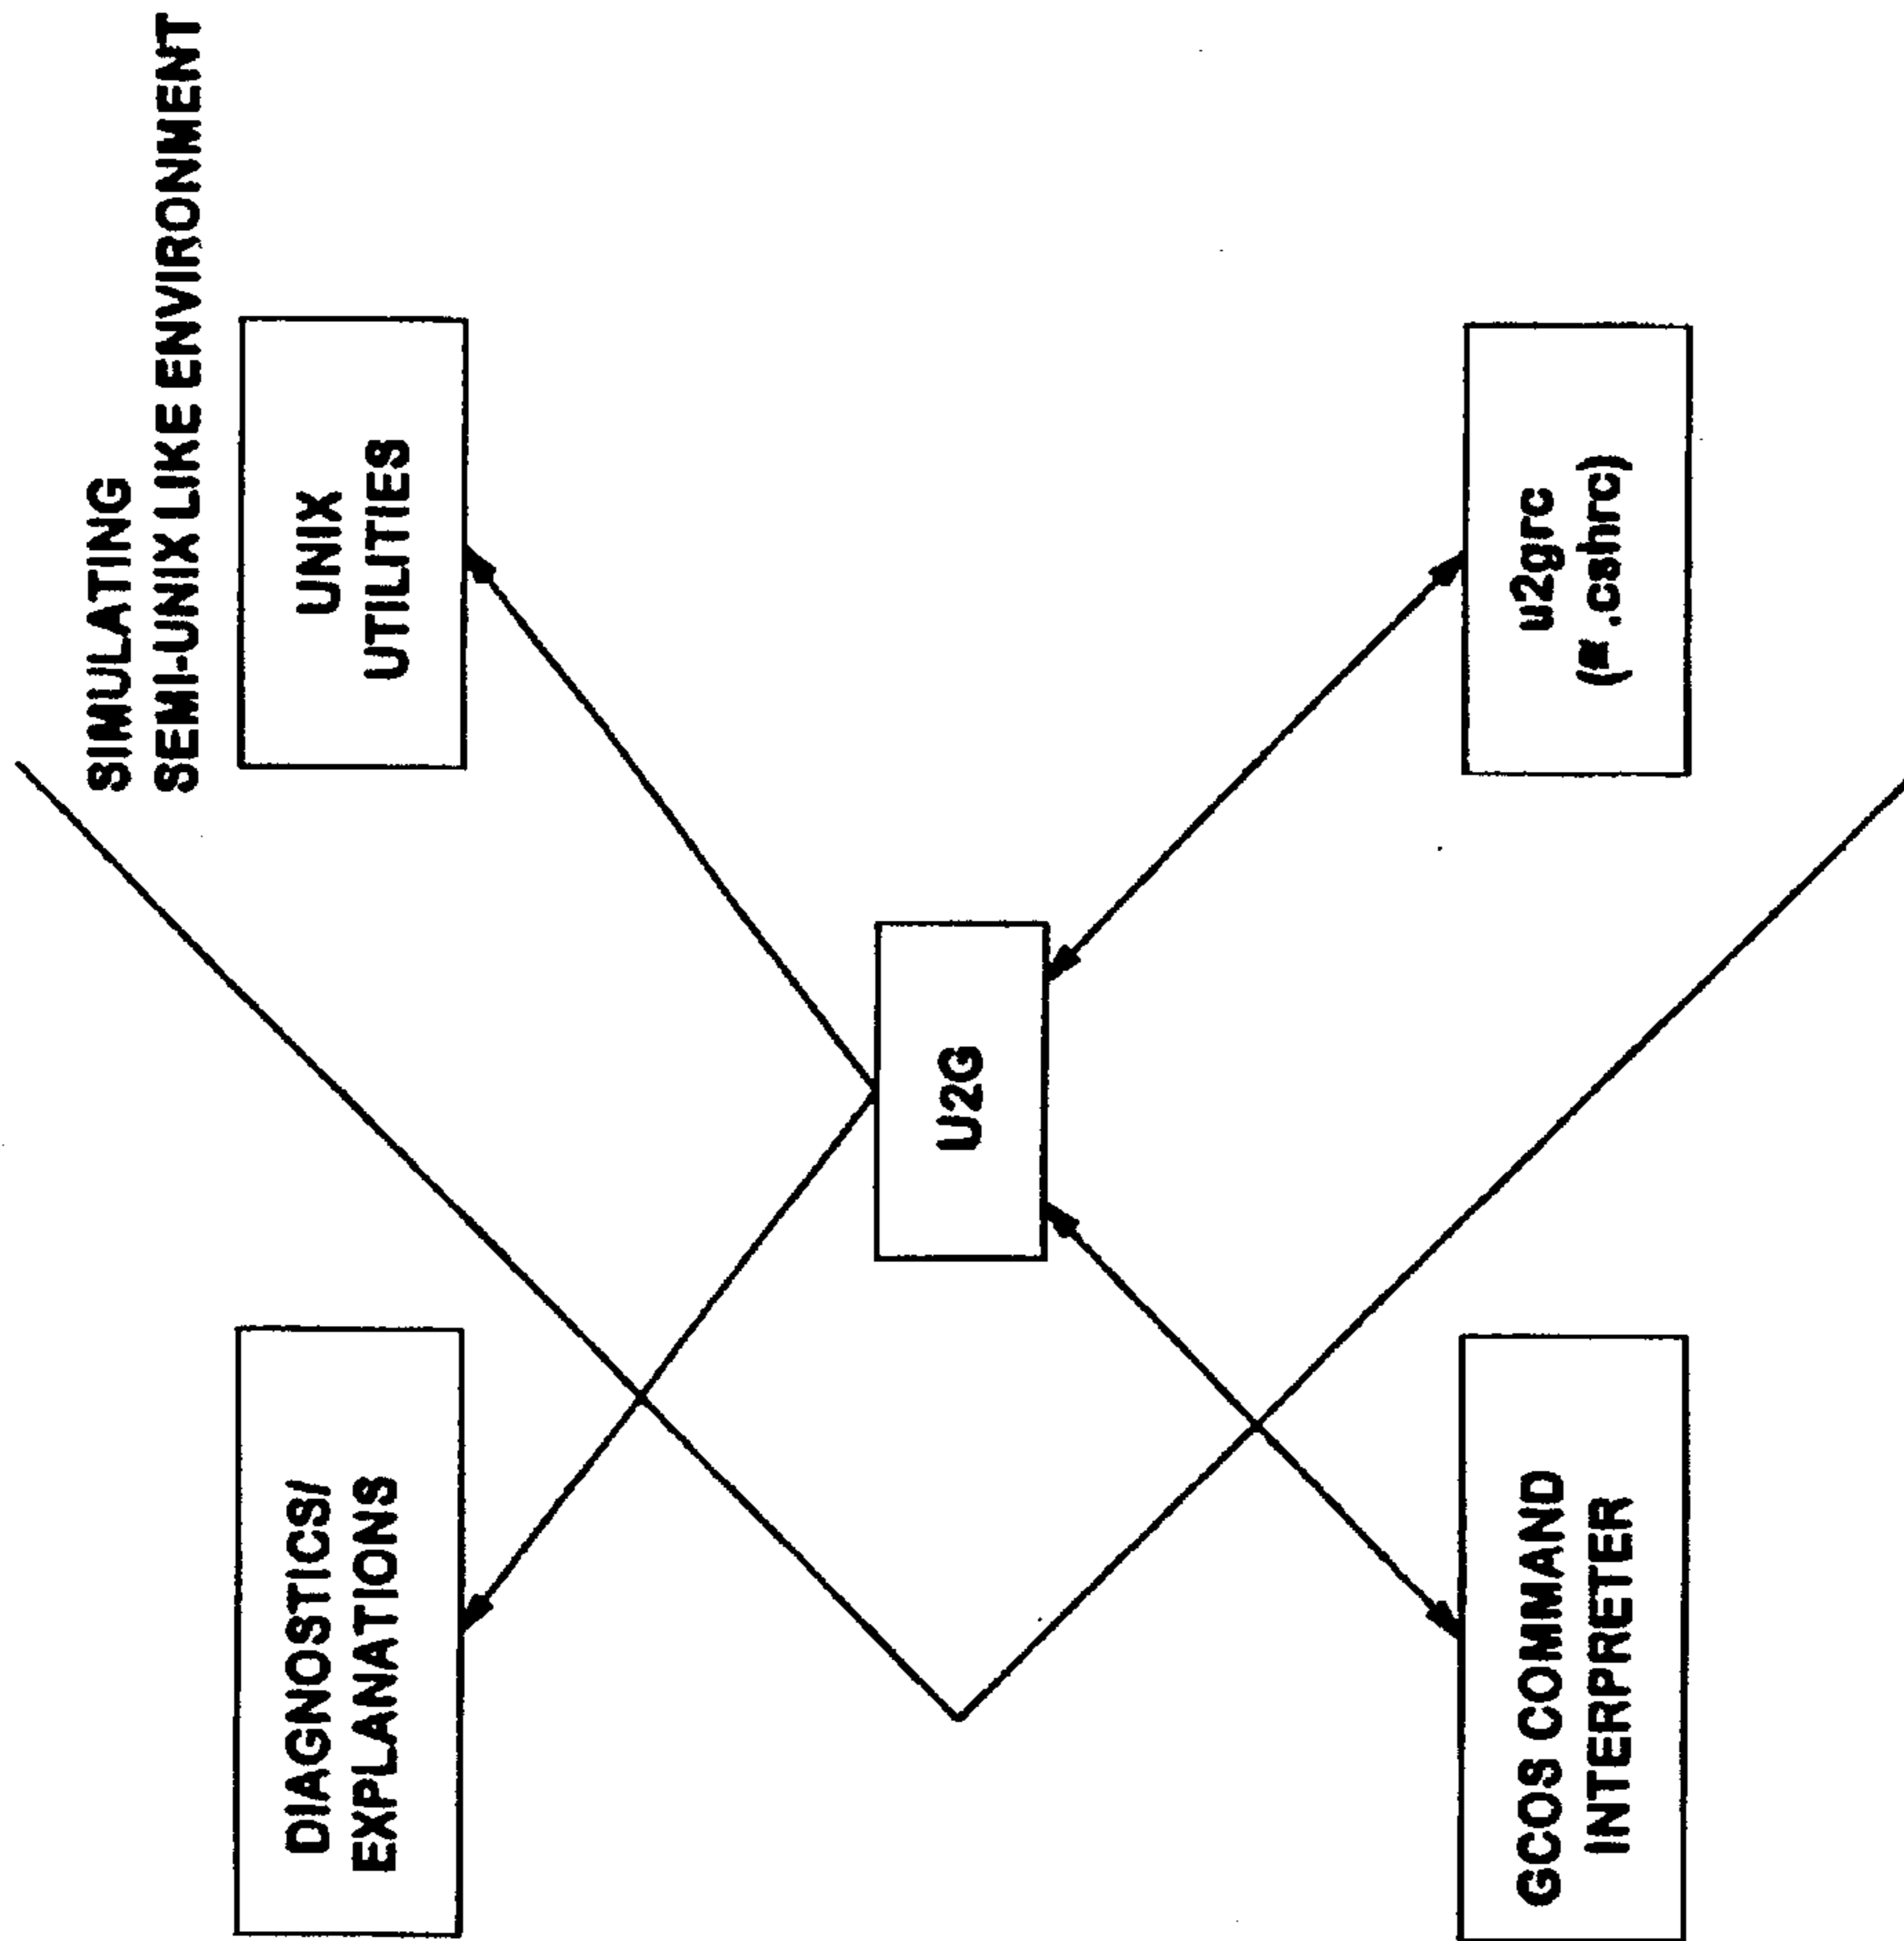 SIMULATING
SEMI-UNIX LIKE ENVIRONMENT
DIAGNOSTICS/
EXPLANATIONS
UNIX
UTILITIES
U2G
GCOS COMMAND
INTERPRETER
u2grc
(≈ .cshrc)